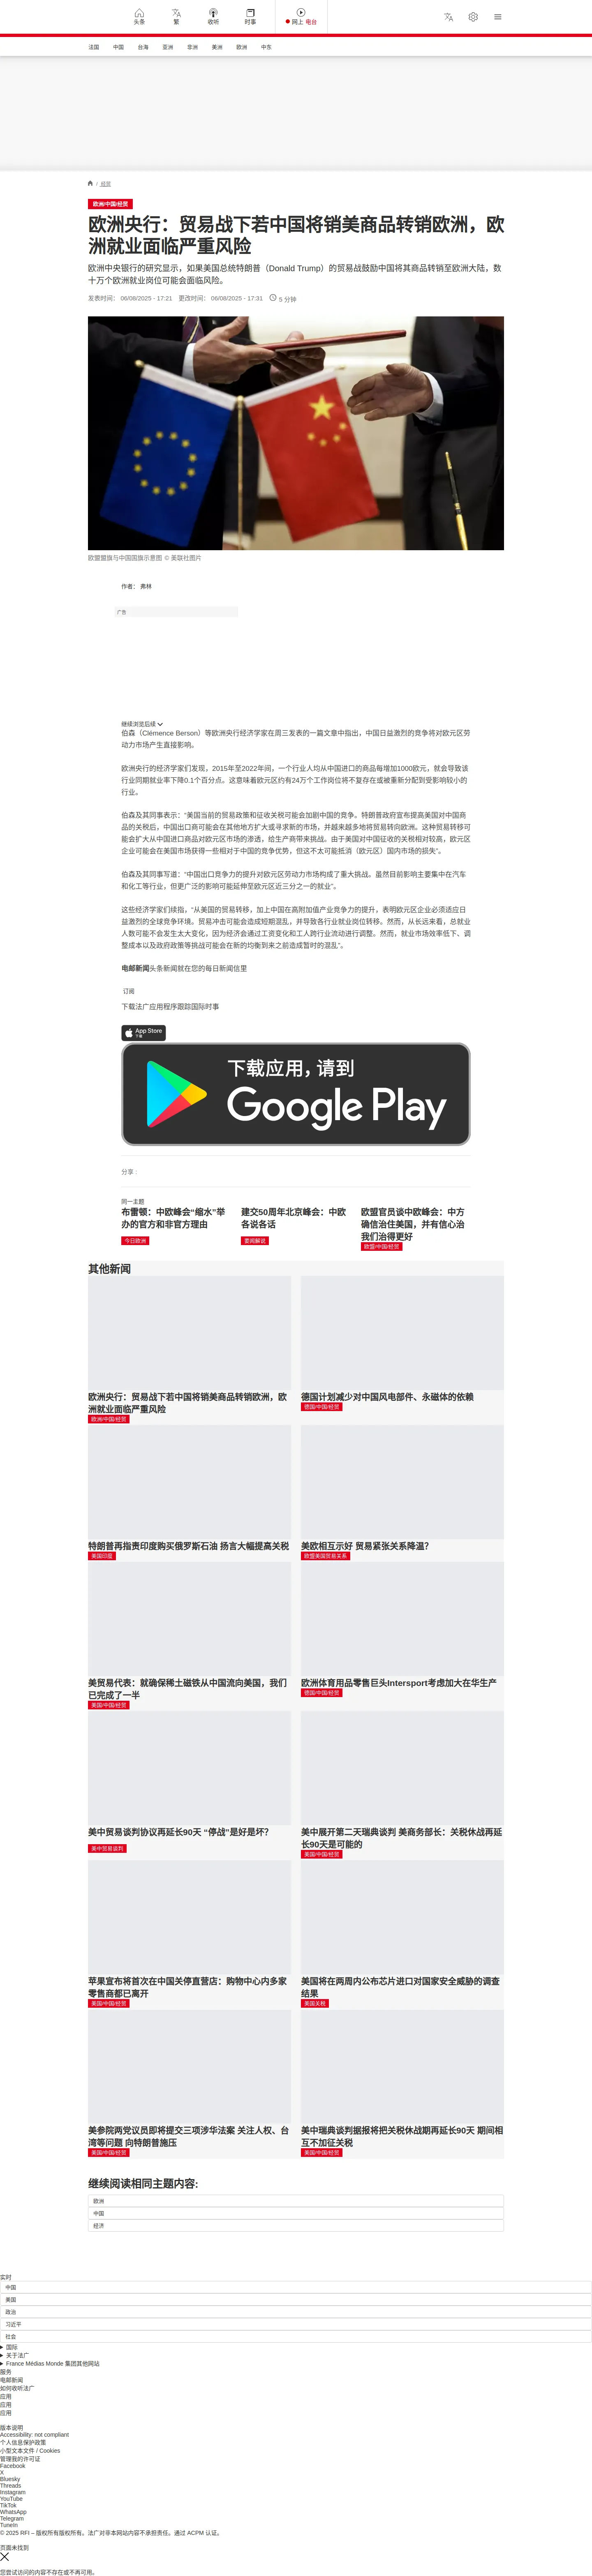 头条
繁
收听
时事
网上 电台
法国 中国 台海 亚洲 非洲 美洲 欧洲 中东
/ 经贸
欧洲/中国/经贸
欧洲央行：贸易战下若中国将销美商品转销欧洲，欧
洲就业面临严重风险
欧洲中央银行的研究显示，如果美国总统特朗普（Donald Trump）的贸易战鼓励中国将其商品转销至欧洲大陆，数
十万个欧洲就业岗位可能会面临风险。
发表时间： 06/08/2025 - 17:21 更改时间： 06/08/2025 - 17:31 5 分钟
欧盟盟旗与中国国旗示意图 © 美联社图片
作者： 弗林
广告
继续浏览后续
伯森（Clémence Berson）等欧洲央行经济学家在周三发表的一篇文章中指出，中国日益激烈的竞争将对欧元区劳
动力市场产生直接影响。
欧洲央行的经济学家们发现，2015年至2022年间，一个行业人均从中国进口的商品每增加1000欧元，就会导致该
行业同期就业率下降0.1个百分点。这意味着欧元区约有24万个工作岗位将不复存在或被重新分配到受影响较小的
行业。
伯森及其同事表示：“美国当前的贸易政策和征收关税可能会加剧中国的竞争。特朗普政府宣布提高美国对中国商
品的关税后，中国出口商可能会在其他地方扩大或寻求新的市场，并越来越多地将贸易转向欧洲。这种贸易转移可
能会扩大从中国进口商品对欧元区市场的渗透，给生产商带来挑战。由于美国对中国征收的关税相对较高，欧元区
企业可能会在美国市场获得一些相对于中国的竞争优势，但这不太可能抵消（欧元区）国内市场的损失”。
伯森及其同事写道：“中国出口竞争力的提升对欧元区劳动力市场构成了重大挑战。虽然目前影响主要集中在汽车
和化工等行业，但更广泛的影响可能延伸至欧元区近三分之一的就业”。
这些经济学家们续指，“从美国的贸易转移，加上中国在高附加值产业竞争力的提升，表明欧元区企业必须适应日
益激烈的全球竞争环境。贸易冲击可能会造成短期混乱，并导致各行业就业岗位转移。然而，从长远来看，总就业
人数可能不会发生太大变化，因为经济会通过工资变化和工人跨行业流动进行调整。然而，就业市场效率低下、调
整成本以及政府政策等挑战可能会在新的均衡到来之前造成暂时的混乱”。
电邮新闻头条新闻就在您的每日新闻信里
订阅
下载法广应用程序跟踪国际时事
App Store
下载
下载应用，请到
Google Play
分享 :
同一主题
布雷顿：中欧峰会“缩水”举
办的官方和非官方理由
今日欧洲
建交50周年北京峰会：中欧
各说各话
要闻解说
欧盟官员谈中欧峰会：中方
确信治住美国，并有信心治
我们治得更好
欧盟/中国/经贸
其他新闻
欧洲央行：贸易战下若中国将销美商品转销欧洲，欧
洲就业面临严重风险
欧洲/中国/经贸
德国计划减少对中国风电部件、永磁体的依赖
德国/中国/经贸
特朗普再指责印度购买俄罗斯石油 扬言大幅提高关税
美国印度
美欧相互示好 贸易紧张关系降温?
欧盟美国贸易关系
美贸易代表：就确保稀土磁铁从中国流向美国，我们
已完成了一半
美国/中国/经贸
欧洲体育用品零售巨头Intersport考虑加大在华生产
德国/中国/经贸
美中贸易谈判协议再延长90天 “停战”是好是坏？
美中贸易谈判
美中展开第二天瑞典谈判 美商务部长：关税休战再延
长90天是可能的
美国/中国/经贸
苹果宣布将首次在中国关停直营店：购物中心内多家
零售商都已离开
美国/中国/经贸
美国将在两周内公布芯片进口对国家安全威胁的调查
结果
美国关税
美参院两党议员即将提交三项涉华法案 关注人权、台
湾等问题 向特朗普施压
美国/中国/经贸
美中瑞典谈判据报将把关税休战期再延长90天 期间相
互不加征关税
美国/中国/经贸
继续阅读相同主题内容:
欧洲
中国
经济
实时
中国
美国
政治
习近平
社会
国际
关于法广
France Médias Monde 集团其他网站
服务
电邮新闻
如何收听法广
应用
应用
应用
版本说明
Accessibility: not compliant
个人信息保护政策
小型文本文件 / Cookies
管理我的许可证
Facebook
X
Bluesky
Threads
Instagram
YouTube
TikTok
WhatsApp
Telegram
TuneIn
© 2025 RFI – 版权所有版权所有。法广对非本网站内容不承担责任。通过 ACPM 认证。
页面未找到
您尝试访问的内容不存在或不再可用。